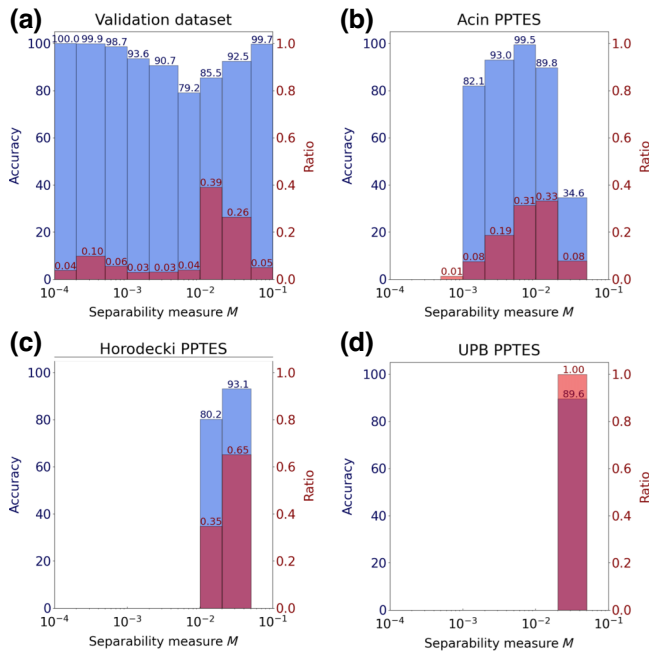 (a)
Validation dataset
100.0 99.9 98.7 93.6 90.7 79.2 85.5 92.5 99.7
0.04 0.10 0.06 0.03 0.03 0.04 0.39 0.26 0.05
100
80
60
40
20
0
Accuracy
1.0
0.8
0.6
0.4
0.2
0.0
Ratio
10⁻⁴ 10⁻³ 10⁻² 10⁻¹
Separability measure M
(b)
Acin PPTES
82.1 93.0 99.5 89.8 34.6
0.01 0.08 0.19 0.31 0.33 0.08
100
80
60
40
20
0
Accuracy
1.0
0.8
0.6
0.4
0.2
0.0
Ratio
10⁻⁴ 10⁻³ 10⁻² 10⁻¹
Separability measure M
(c)
Horodecki PPTES
80.2 93.1
0.35 0.65
100
80
60
40
20
0
Accuracy
1.0
0.8
0.6
0.4
0.2
0.0
Ratio
10⁻⁴ 10⁻³ 10⁻² 10⁻¹
Separability measure M
(d)
UPB PPTES
1.00
89.6
100
80
60
40
20
0
Accuracy
1.0
0.8
0.6
0.4
0.2
0.0
Ratio
10⁻⁴ 10⁻³ 10⁻² 10⁻¹
Separability measure M